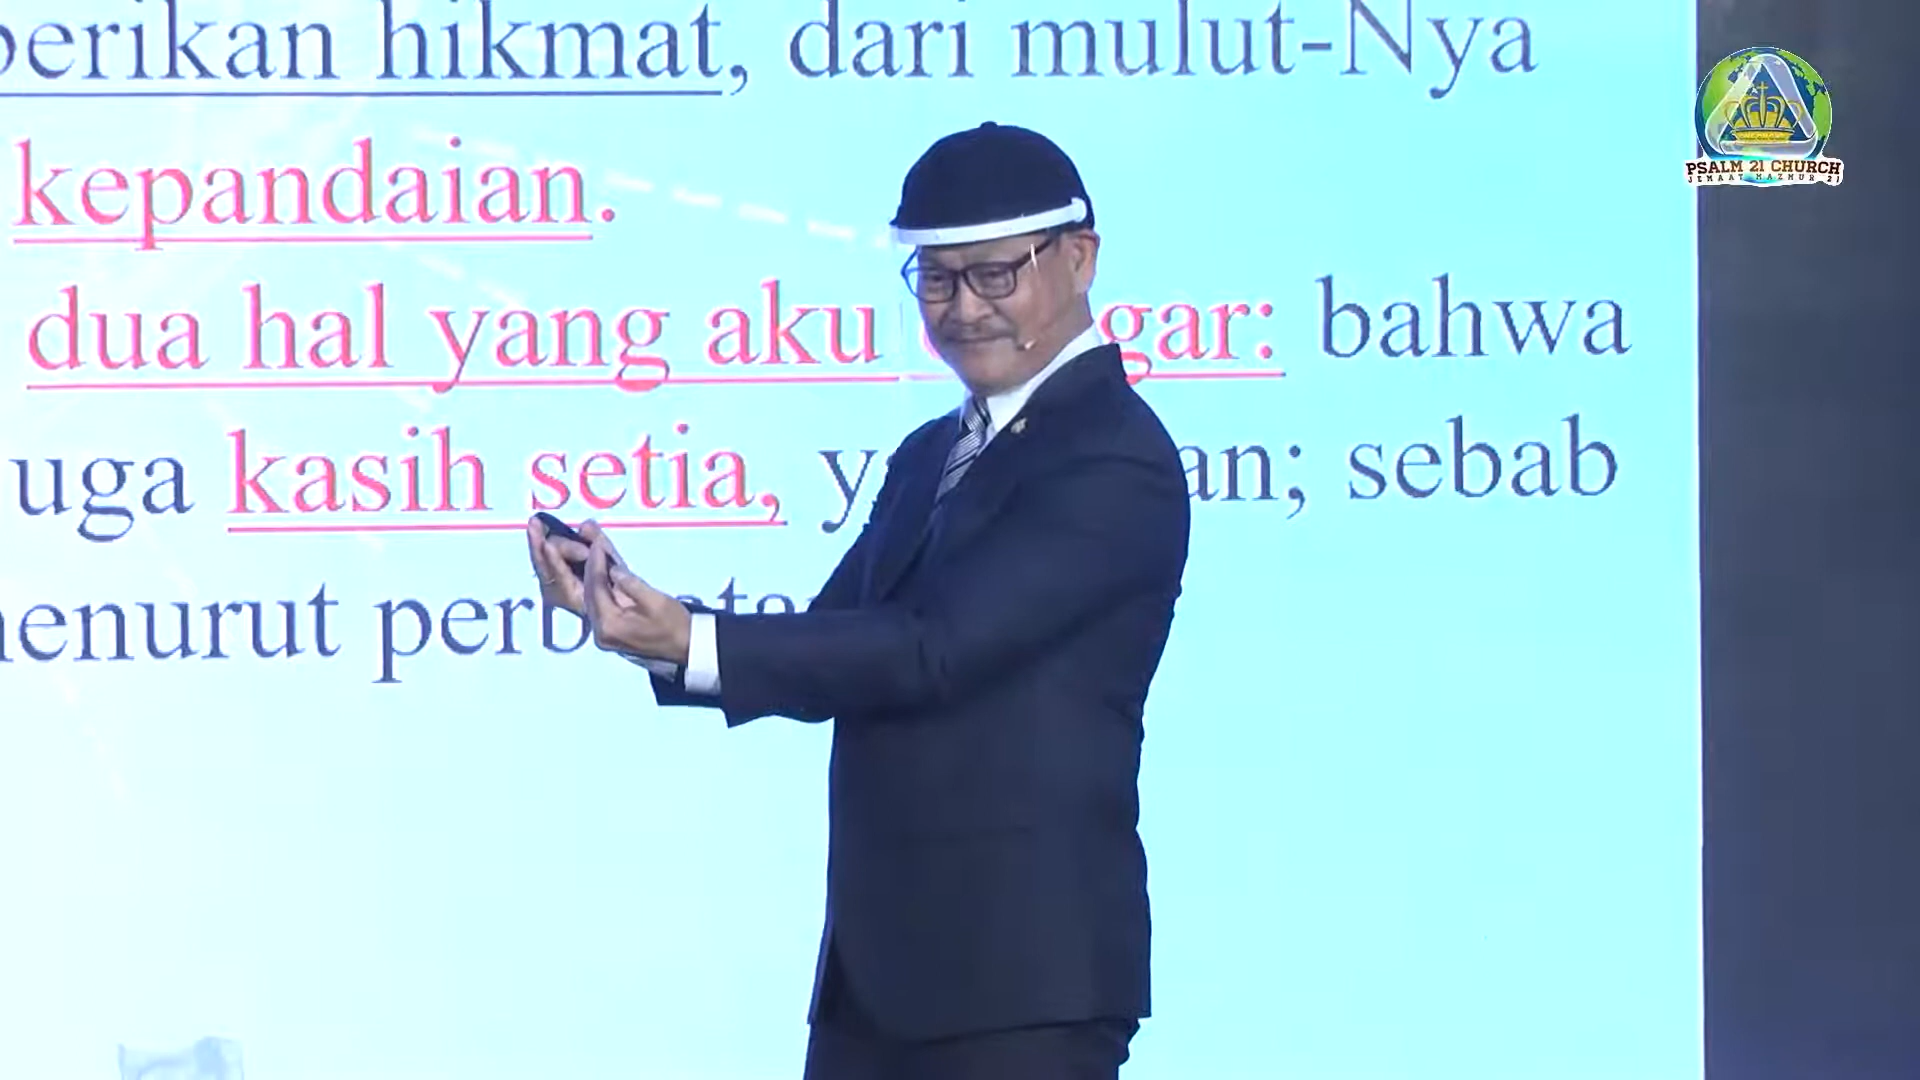 berikan hikmat, dari mulut-Nya
kepandaian.
dua hal yang aku gar: bahwa
uga kasih setia, y an; sebab
enurut perb
PSALM 21 CHURCH
JEMAAT MAZMUR 21